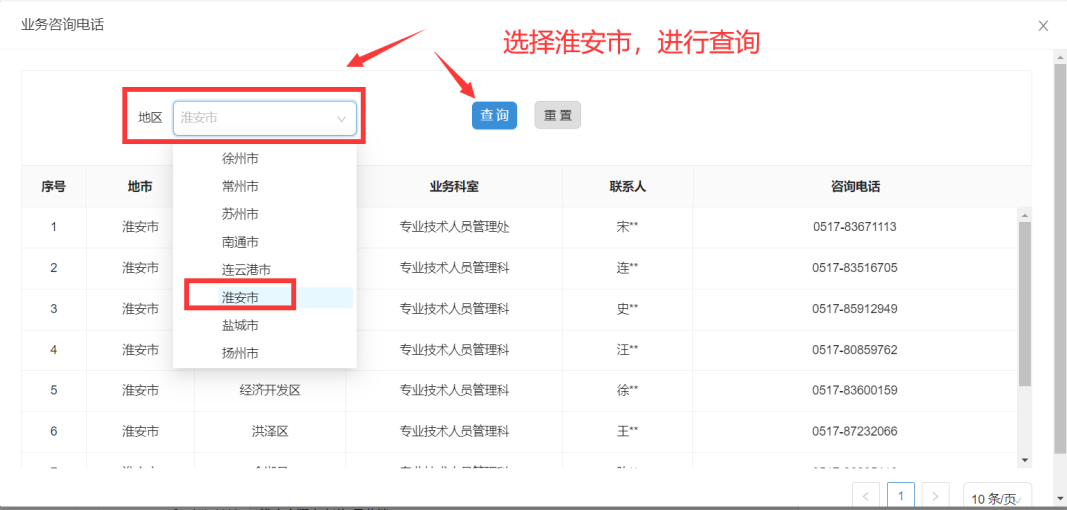 业务咨询电话
选择淮安市，进行查询
地区 淮安市 查询 重置
徐州市
常州市
苏州市
南通市
连云港市
淮安市
盐城市
扬州市
序号 地市 业务科室 联系人 咨询电话
1 淮安市 专业技术人员管理处 宋** 0517-83671113
2 淮安市 专业技术人员管理科 连** 0517-83516705
3 淮安市 专业技术人员管理科 史** 0517-85912949
4 淮安市 专业技术人员管理科 汪** 0517-80859762
5 淮安市 经济开发区 专业技术人员管理科 徐** 0517-83600159
6 淮安市 洪泽区 专业技术人员管理科 王** 0517-87232066
< 1 > 10 条/页